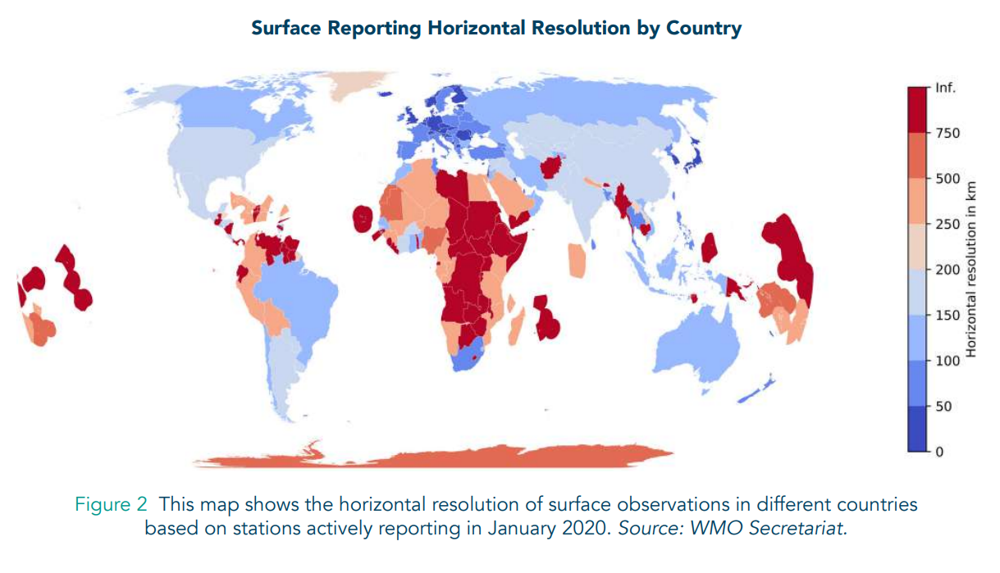 Surface Reporting Horizontal Resolution by Country
Inf.
750
500
250
200
150
100
50
0
Horizontal resolution in km
Figure 2 This map shows the horizontal resolution of surface observations in different countries
based on stations actively reporting in January 2020. Source: WMO Secretariat.